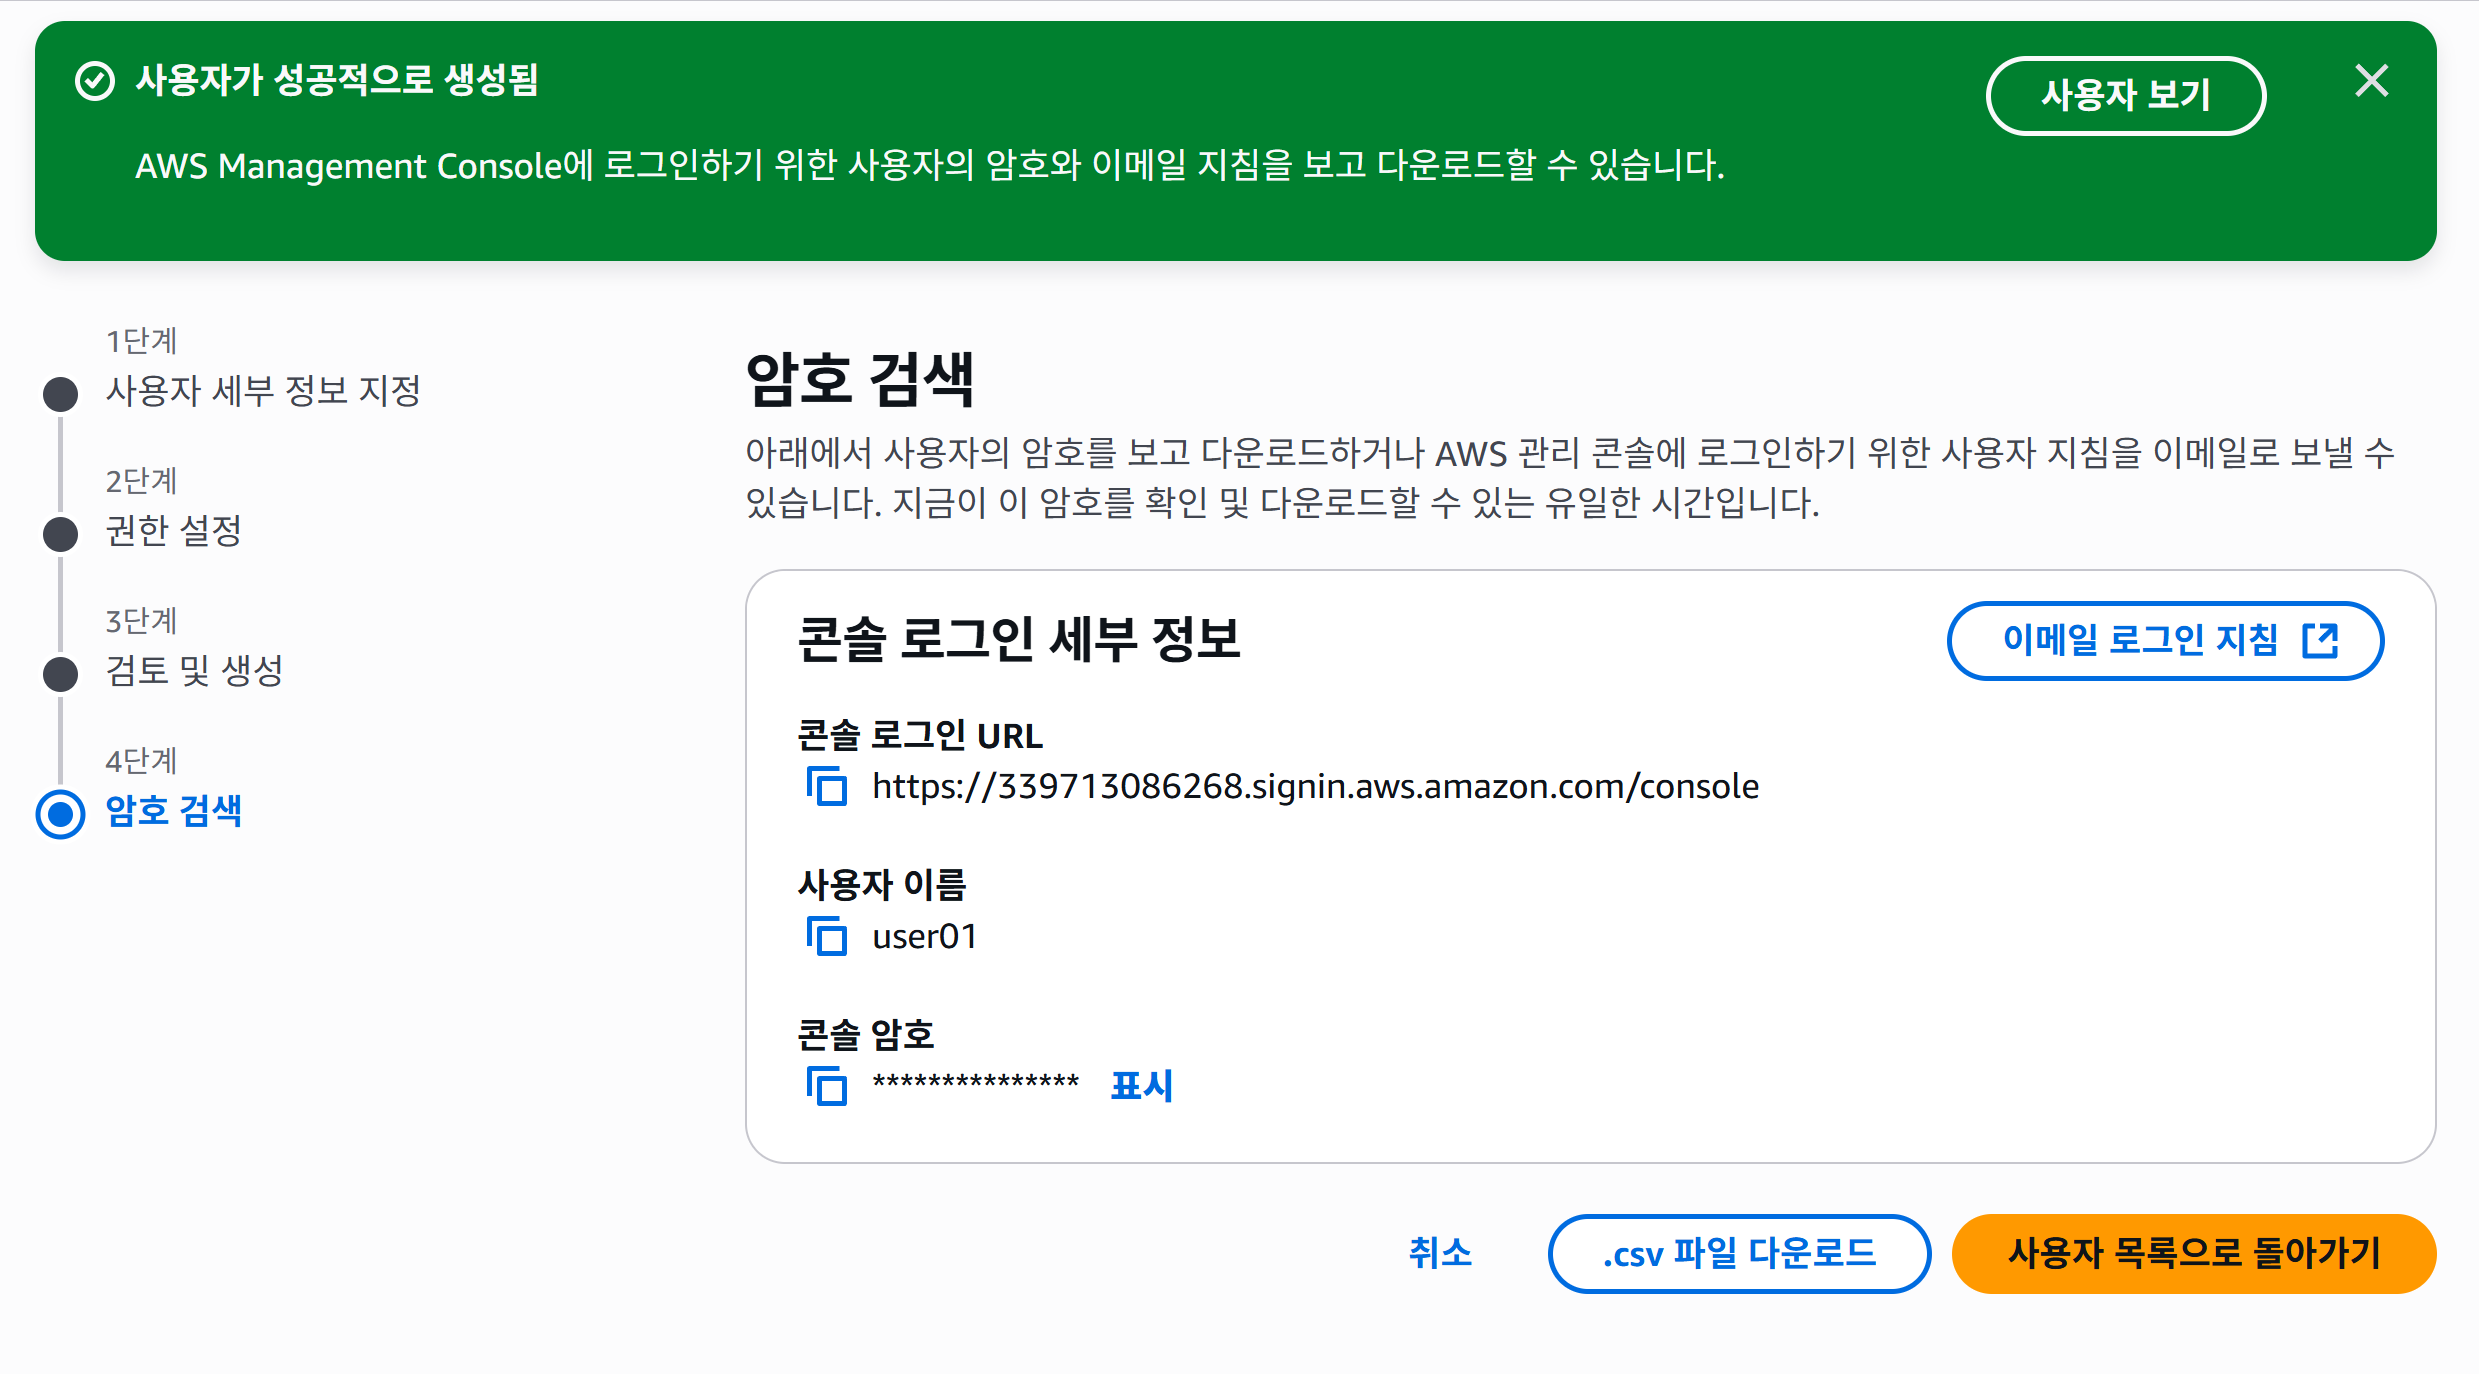 사용자가 성공적으로 생성됨
사용자 보기
AWS Management Console에 로그인하기 위한 사용자의 암호와 이메일 지침을 보고 다운로드할 수 있습니다.
1단계
사용자 세부 정보 지정
2단계
권한 설정
3단계
검토 및 생성
4단계
암호 검색
암호 검색
아래에서 사용자의 암호를 보고 다운로드하거나 AWS 관리 콘솔에 로그인하기 위한 사용자 지침을 이메일로 보낼 수
있습니다. 지금이 이 암호를 확인 및 다운로드할 수 있는 유일한 시간입니다.
콘솔 로그인 세부 정보
이메일 로그인 지침
콘솔 로그인 URL
https://339713086268.signin.aws.amazon.com/console
사용자 이름
user01
콘솔 암호
*************** 표시
취소
.csv 파일 다운로드
사용자 목록으로 돌아가기